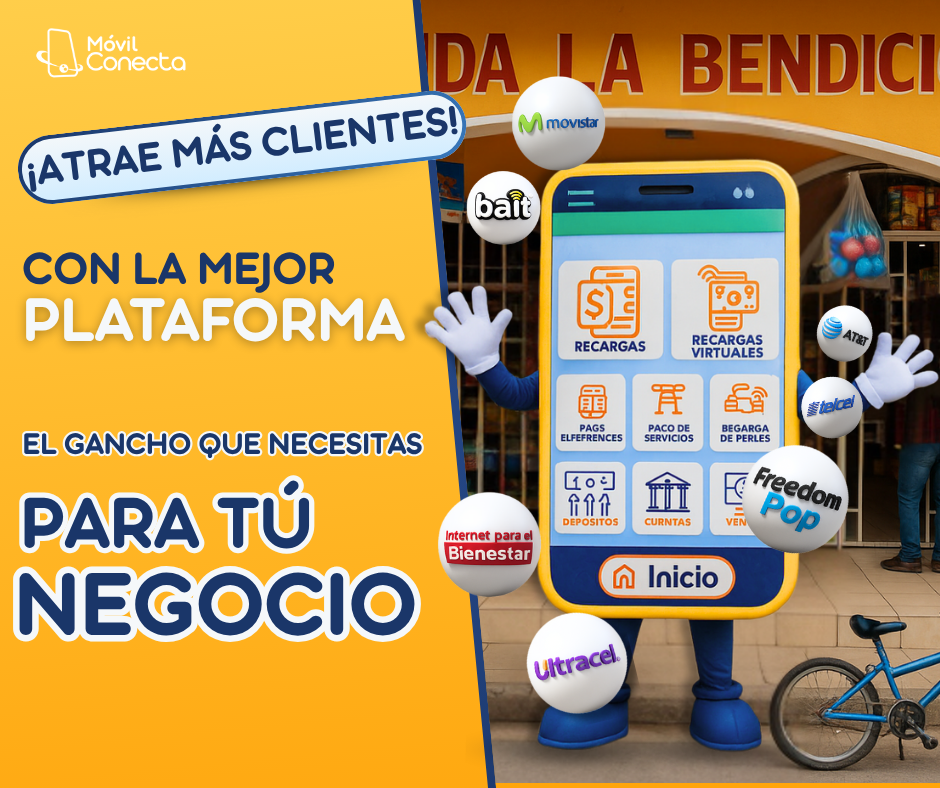 Móvil
Conecta
¡ATRAE MÁS CLIENTES!
CON LA MEJOR
PLATAFORMA
EL GANCHO QUE NECESITAS
PARA TÚ
NEGOCIO
DA LA BENDICI
movistar
bait
RECARGAS
RECARGAS
VIRTUALES
AT&T
telcel
PAGS
ELFEFRENCES
PACO DE
SERVICIOS
BEGARGA
DE PERLES
Freedom
Pop
DEPOSITOS
CURNTAS
VEN
Internet para el
Bienestar
Inicio
Ultracel